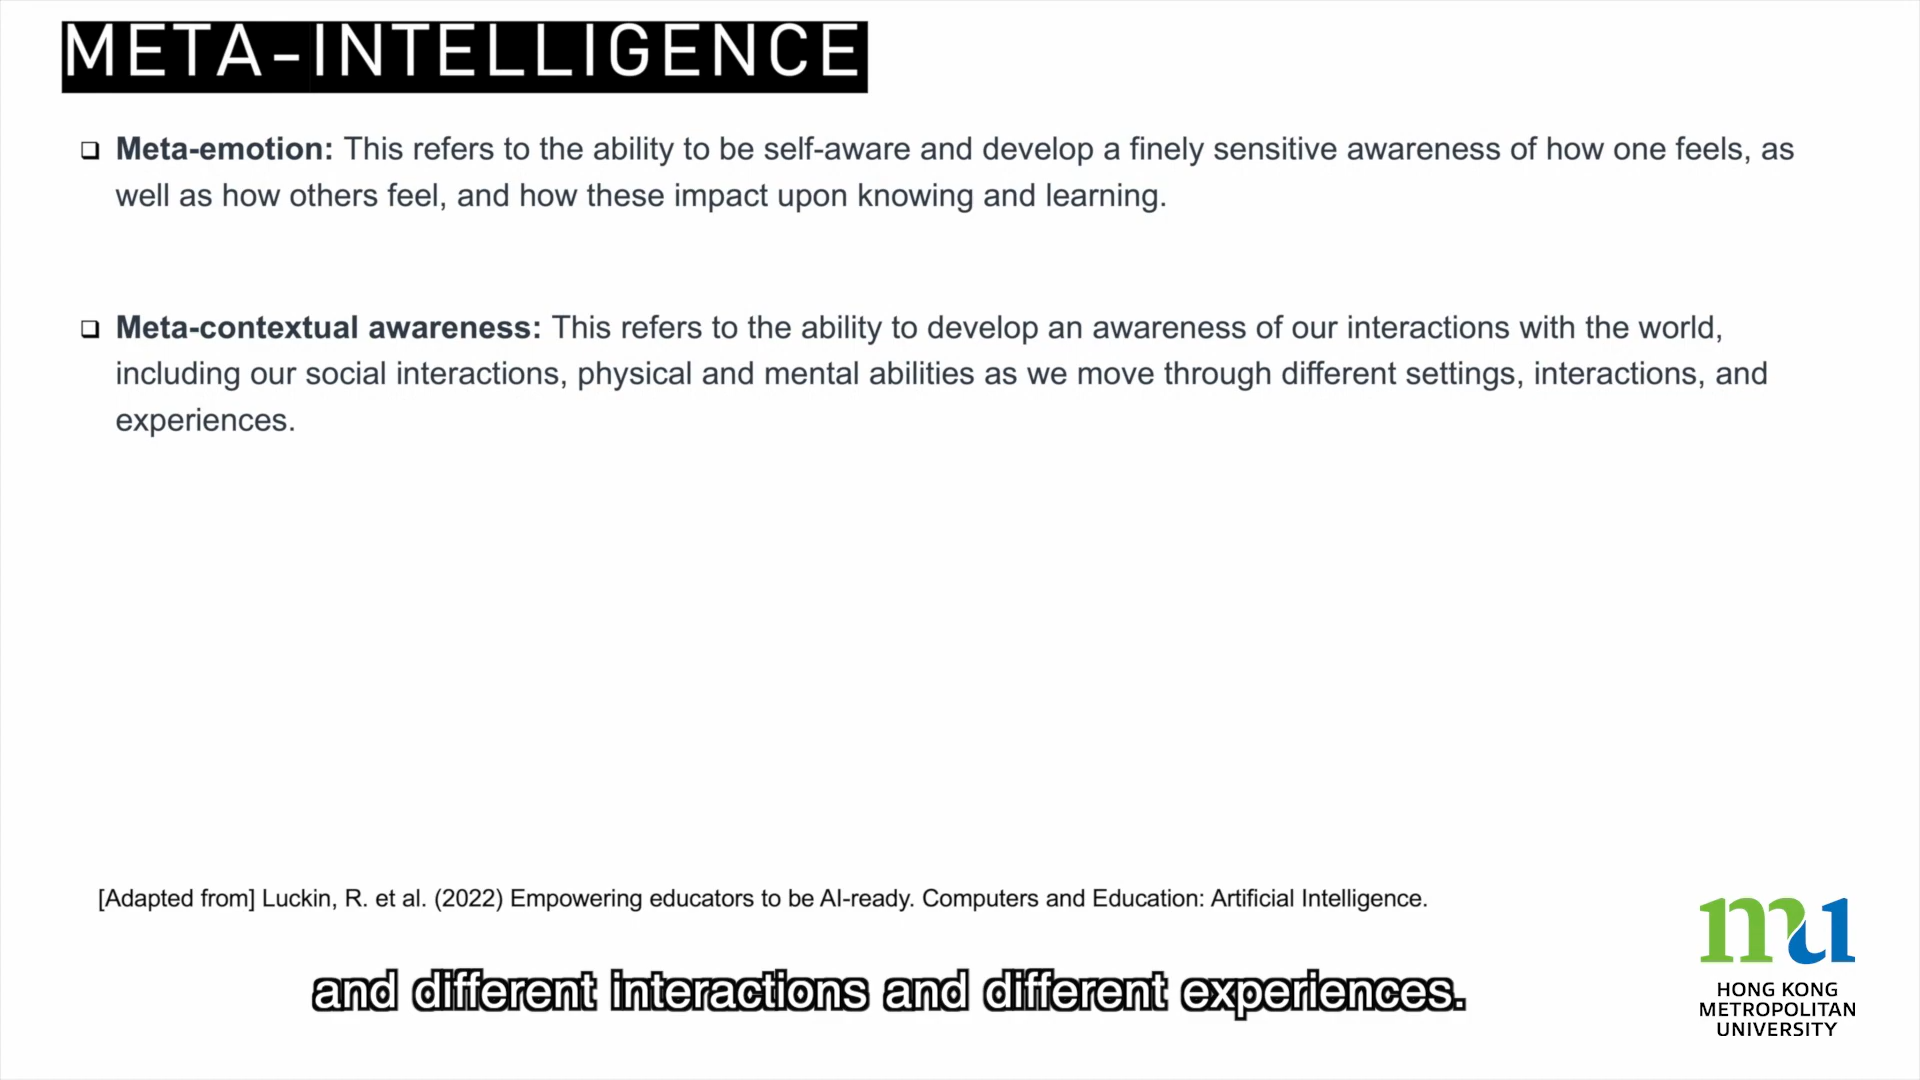 META-INTELLIGENCE
❑ Meta-emotion: This refers to the ability to be self-aware and develop a finely sensitive awareness of how one feels, as
well as how others feel, and how these impact upon knowing and learning.
❑ Meta-contextual awareness: This refers to the ability to develop an awareness of our interactions with the world,
including our social interactions, physical and mental abilities as we move through different settings, interactions, and
experiences.
[Adapted from] Luckin, R. et al. (2022) Empowering educators to be AI-ready. Computers and Education: Artificial Intelligence.
and different interactions and different experiences.
mu
HONG KONG
METROPOLITAN
UNIVERSITY